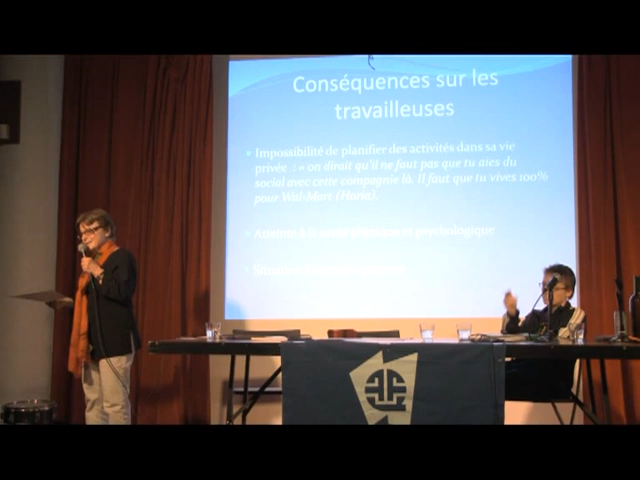 Conséquences sur les
travailleuses
Impossibilité de planifier des activités dans sa vie
privée : « on dirait qu'il ne faut pas que tu aies du
social avec cette compagnie là. Il faut que tu vives 100%
pour Wal-Mart (Horia).
Atteinte à la santé physique et psychologique